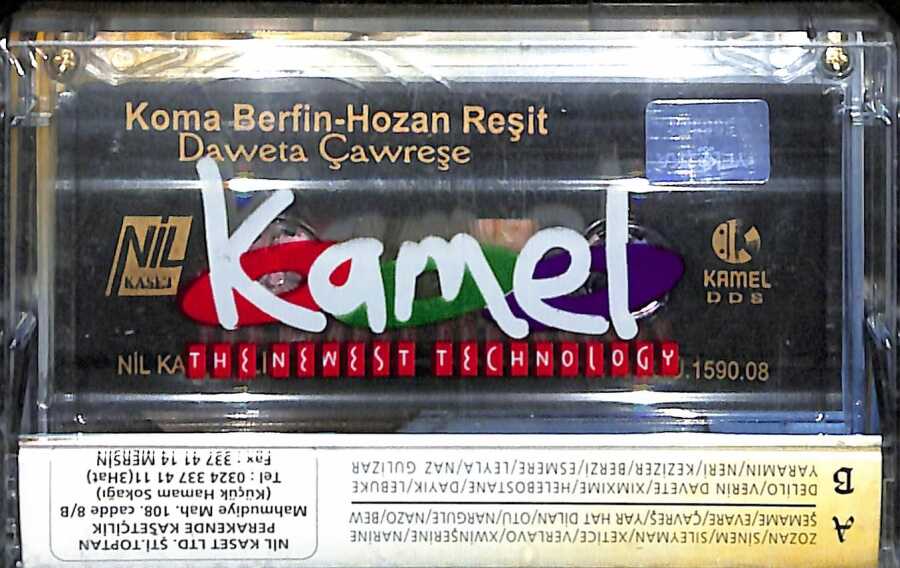 Koma Berfin-Hozan Reşit
Daweta Çawreşe
NİL
KASET
Kamel
KAMEL
DDS
THE NEWEST TECHNOLOGY
NİL
.1590.08
A
ZOZAN/SİNEM/SILEYMAN/XETİCE/VERLAVO/XWİNŞERİNE
ŞEMAME/EVARE/ÇAVREŞ/YAR HAT DİLAN/OTU/NARGULE/NAZO/BEW
NARİNE
B
DELİLO/VERİN DAVETE/XIMXIME/HELEBOSTANE/DAYIK/LEBUKE
YARAMIN/NERİ/KEZİZER/BERZI/ESMERE/LEYLA/NAZ GULİZAR
NİL KASET LTD. ŞTİ.TOPTAN
PERAKENDE KASETÇİLİK
Mahmudiye Mah. 108. cadde 8/B
(Küçük Hamam Sokağı)
Tel : 0324 337 41 11(3Hat)
Fax : 337 41 14 MERSİN